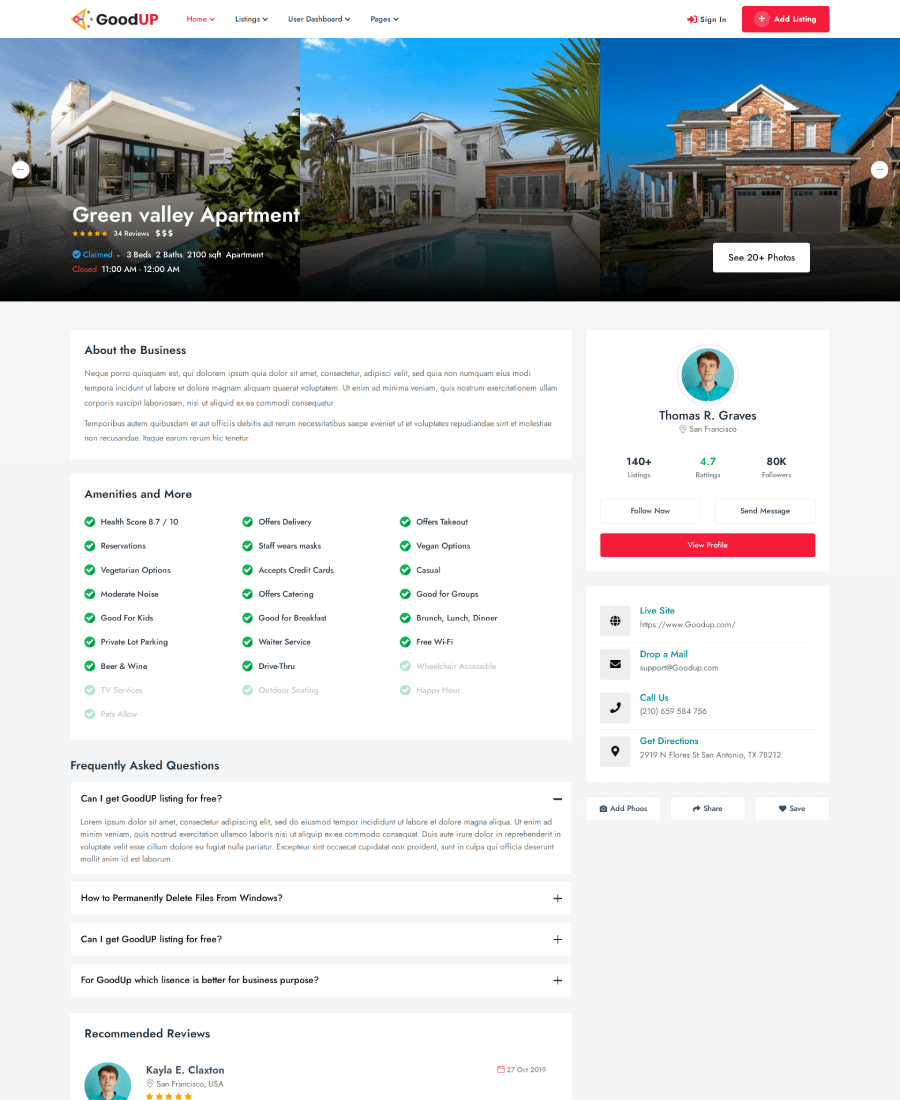 GoodUP
Home
Listings
User Dashboard
Pages
Sign In
Add Listing
Green valley Apartment
34 Reviews $$$
Claimed 3 Beds, 2 Baths, 2100 sqft, Apartment
Closed 11:00 AM - 12:00 AM
See 20+ Photos
About the Business
Neque porro quisquam est, qui dolorem ipsum quia dolor sit amet, consectetur, adipisci velit, sed quia non numquam eius modi
tempora incidunt ut labore et dolore magnam aliquam quaerat voluptatem. Ut enim ad minima veniam, quis nostrum exercitationem ullam
corporis suscipit laboriosam, nisi ut aliquid ex ea commodi consequatur
Temporibus autem quibusdam et aut officiis debitis aut rerum necessitatibus saepe eveniet ut et voluptates repudiandae sint et molestiae
non recusandae. Itaque earum rerum hic tenetur
Amenities and More
Health Score 8.7 / 10
Offers Delivery
Offers Takeout
Reservations
Staff wears masks
Vegan Options
Vegetarian Options
Accepts Credit Cards
Casual
Moderate Noise
Offers Catering
Good for Groups
Good For Kids
Good for Breakfast
Brunch, Lunch, Dinner
Private Lot Parking
Waiter Service
Free Wi-Fi
Beer & Wine
Drive-Thru
Wheelchair Accessible
TV Services
Outdoor Seating
Happy Hour
Pets Allow
Frequently Asked Questions
Can I get GoodUP listing for free?
Lorem ipsum dolor sit amet, consectetur adipiscing elit, sed do eiusmod tempor incididunt ut labore et dolore magna aliqua. Ut enim ad
minim veniam, quis nostrud exercitation ullamco laboris nisi ut aliquip ex ea commodo consequat. Duis aute irure dolor in reprehenderit in
voluptate velit esse cillum dolore eu fugiat nulla pariatur. Excepteur sint occaecat cupidatat non proident, sunt in culpa qui officia deserunt
mollit anim id est laborum.
How to Permanently Delete Files From Windows?
Can I get GoodUP listing for free?
For GoodUp which lisence is better for business purpose?
Recommended Reviews
Kayla E. Claxton
San Francisco, USA
27 Oct 2019
Thomas R. Graves
San Francisco
140+
Listings
4.7
Rattings
80K
Followers
Follow Now
Send Message
View Profile
Live Site
https://www.Goodup.com/
Drop a Mail
support@Goodup.com
Call Us
(210) 659 584 756
Get Directions
2919 N Flores St San Antonio, TX 78212
Add Phoos
Share
Save